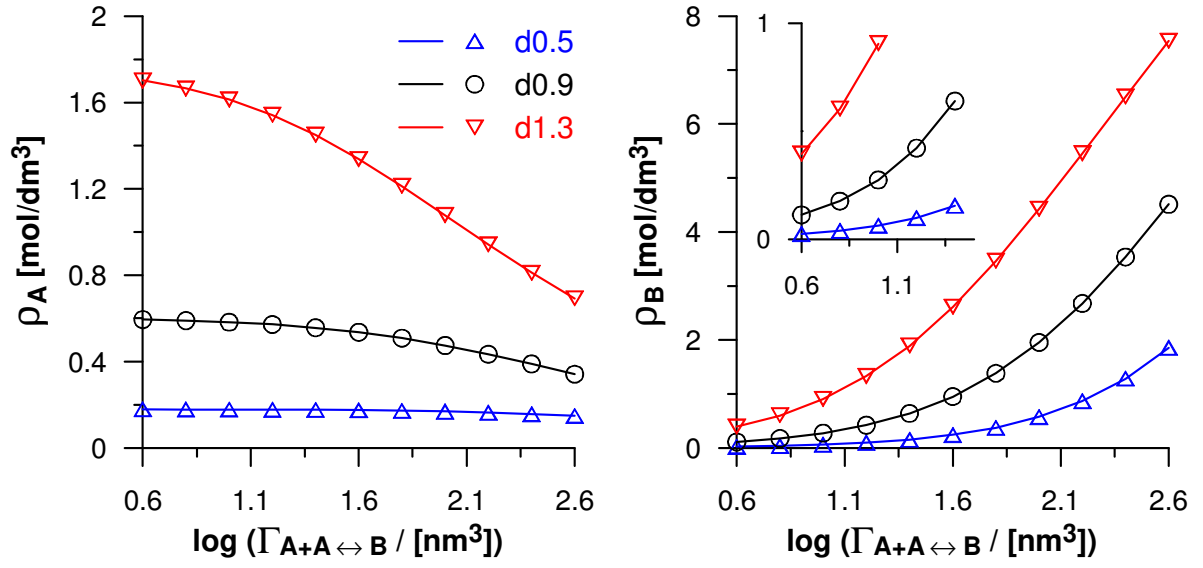 2
1.6
1.2
0.8
0.4
0
ρA [mol/dm³]
0.6 1.1 1.6 2.1 2.6
log (ΓA+A↔B / [nm³])
d0.5
d0.9
d1.3
8
6
4
2
0
ρB [mol/dm³]
1
0
0.6 1.1
0.6 1.1 1.6 2.1 2.6
log (ΓA+A↔B / [nm³])